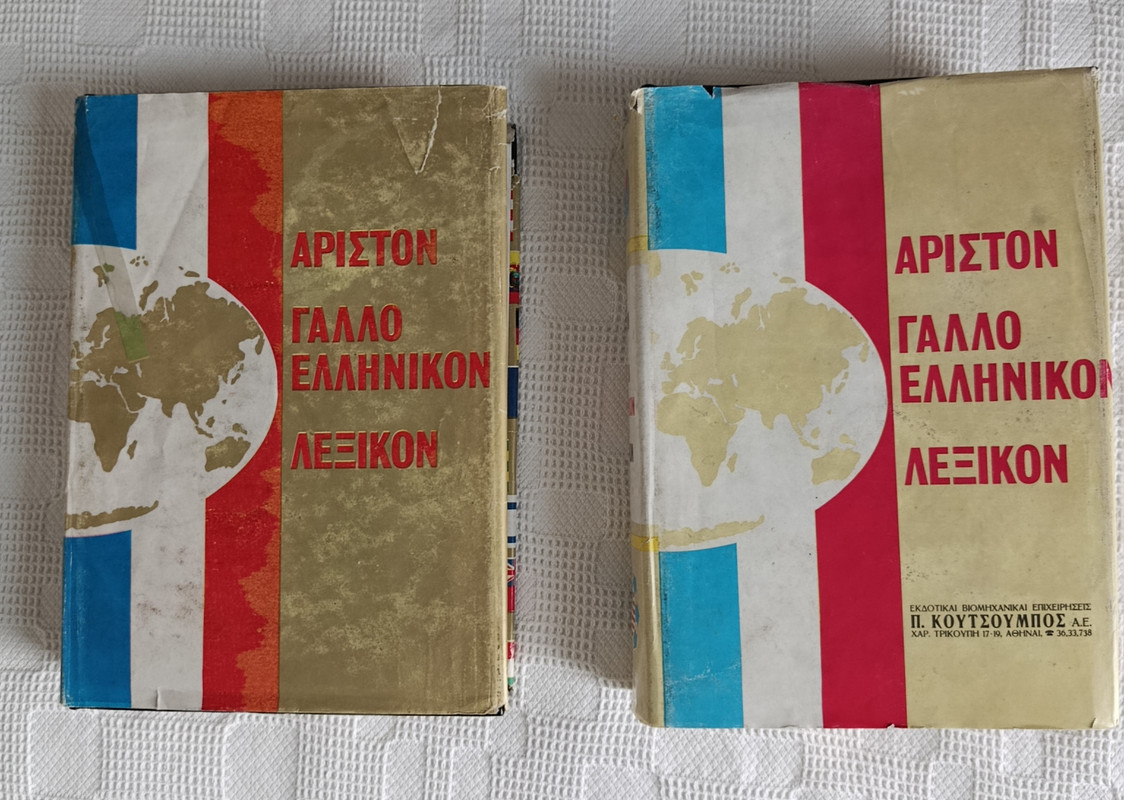 ΑΡΙΣΤΟΝ
ΓΑΛΛΟ
ΕΛΛΗΝΙΚΟΝ
ΛΕΞΙΚΟΝ
ΑΡΙΣΤΟΝ
ΓΑΛΛΟ
ΕΛΛΗΝΙΚΟΝ
ΛΕΞΙΚΟΝ
ΕΚΔΟΤΙΚΑΙ ΒΙΟΜΗΧΑΝΙΚΑΙ ΕΠΙΧΕΙΡΗΣΕΙΣ
Π. ΚΟΥΤΣΟΥΜΠΟΣ Α.Ε.
ΧΑΡ. ΤΡΙΚΟΥΠΗ 17-19, ΑΘΗΝΑΙ, ☎ 36,33,738